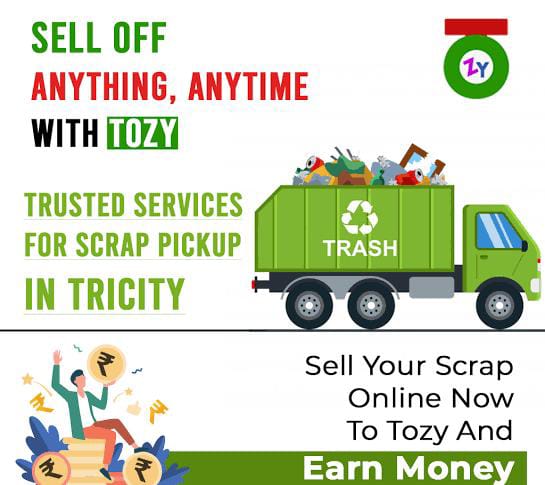 SELL OFF
ANYTHING, ANYTIME
WITH TOZY
ZY
TRUSTED SERVICES
FOR SCRAP PICKUP
IN TRICITY
TRASH
₹
₹
₹
₹
₹
Sell Your Scrap
Online Now
To Tozy And
Earn Money